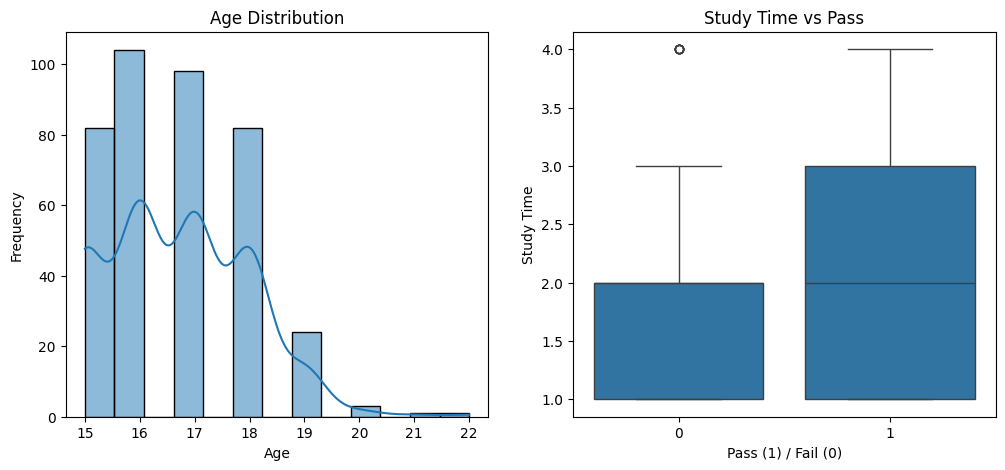 Age Distribution
Frequency
100
80
60
40
20
0
15 16 17 18 19 20 21 22
Age
Study Time vs Pass
Study Time
4.0
3.5
3.0
2.5
2.0
1.5
1.0
0 1
Pass (1) / Fail (0)